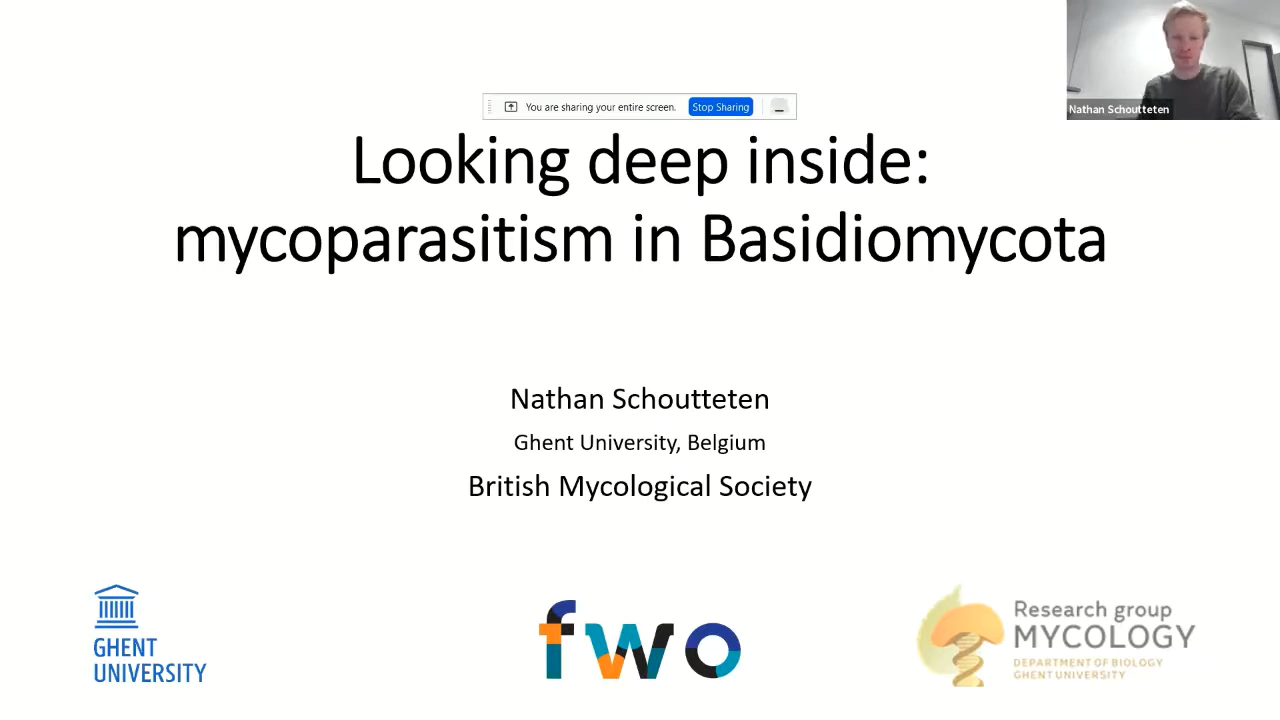 Nathan Schoutteten
You are sharing your entire screen. Stop Sharing
Looking deep inside:
mycoparasitism in Basidiomycota
Nathan Schoutteten
Ghent University, Belgium
British Mycological Society
GHENT
UNIVERSITY
fwo
Research group
MYCOLOGY
DEPARTMENT OF BIOLOGY
GHENT UNIVERSITY